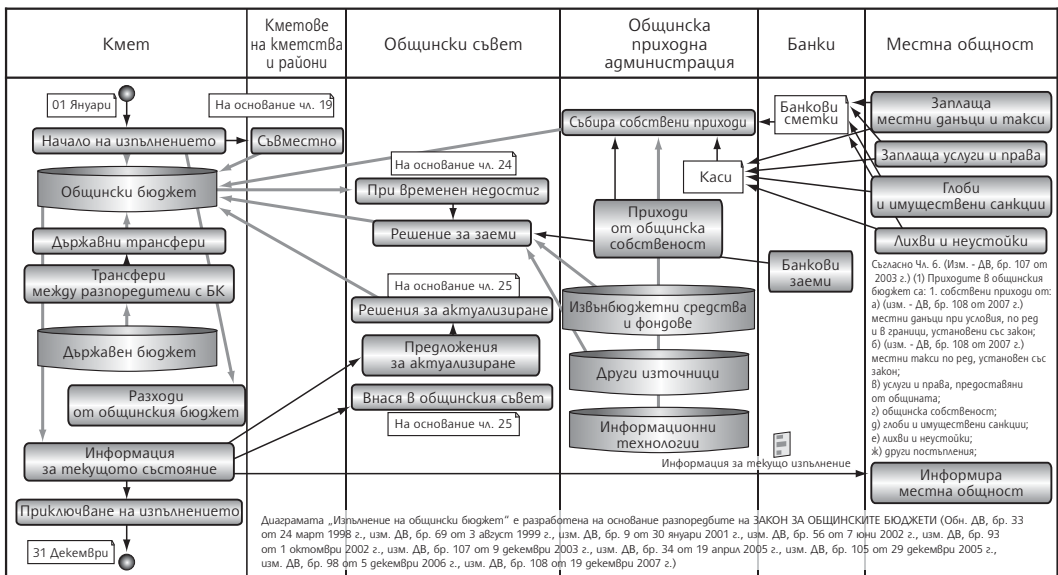 Кмет
Кметове
на кметства
и райони
Общински съвет
Общинска
приходна
администрация
Банки
Местна общност
01 Януари
Начало на изпълнението
Общински бюджет
Държавни трансфери
Трансфери
между разпоредители с БК
Държавен бюджет
Разходи
от общинския бюджет
Информация
за текущото състояние
Приключване на изпълнението
31 Декември
На основание чл. 19
Съвместно
На основание чл. 24
При временен недостиг
Решение за заеми
На основание чл. 25
Решения за актуализиране
Предложения
за актуализиране
Внася в общинския съвет
На основание чл. 25
Събира собствени приходи
Каси
Приходи
от общинска
собственост
Извънбюджетни средства
и фондове
Други източници
Информационни
технологии
Банкови
сметки
Банкови
заеми
Информация за текущо изпълнение
Заплаща
местни данъци и такси
Заплаща услуги и права
Глоби
и имуществени санкции
Лихви и неустойки
Съгласно Чл. 6. (Изм. - ДВ, бр. 107 от
2003 г.) (1) Приходите в общинския
бюджет са: 1. собствени приходи от:
а) (изм. - ДВ, бр. 108 от 2007 г.)
местни данъци при условия, по ред
и в граници, установени със закон;
б) (изм. - ДВ, бр. 108 от 2007 г.)
местни такси по ред, установен със
закон;
в) услуги и права, предоставяни
от общината;
г) общинска собственост;
д) глоби и имуществени санкции;
е) лихви и неустойки;
ж) други постъпления;
Информира
местна общност
Диаграмата „Изпълнение на общински бюджет“ е разработена на основание разпоредбите на ЗАКОН ЗА ОБЩИНСКИТЕ БЮДЖЕТИ (Обн. ДВ, бр. 33
от 24 март 1998 г., изм. ДВ, бр. 69 от 3 август 1999 г., изм. ДВ, бр. 9 от 30 януари 2001 г., изм. ДВ, бр. 56 от 7 юни 2002 г., изм. ДВ, бр. 93
от 1 октомври 2002 г., изм. ДВ, бр. 107 от 9 декември 2003 г., изм. ДВ, бр. 34 от 19 април 2005 г., изм. ДВ, бр. 105 от 29 декември 2005 г.,
изм. ДВ, бр. 98 от 5 декември 2006 г., изм. ДВ, бр. 108 от 19 декември 2007 г.)